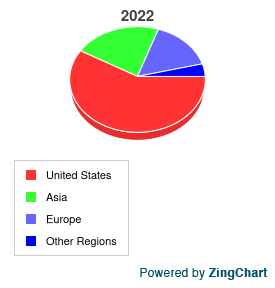 2022
United States
Asia
Europe
Other Regions
Powered by ZingChart